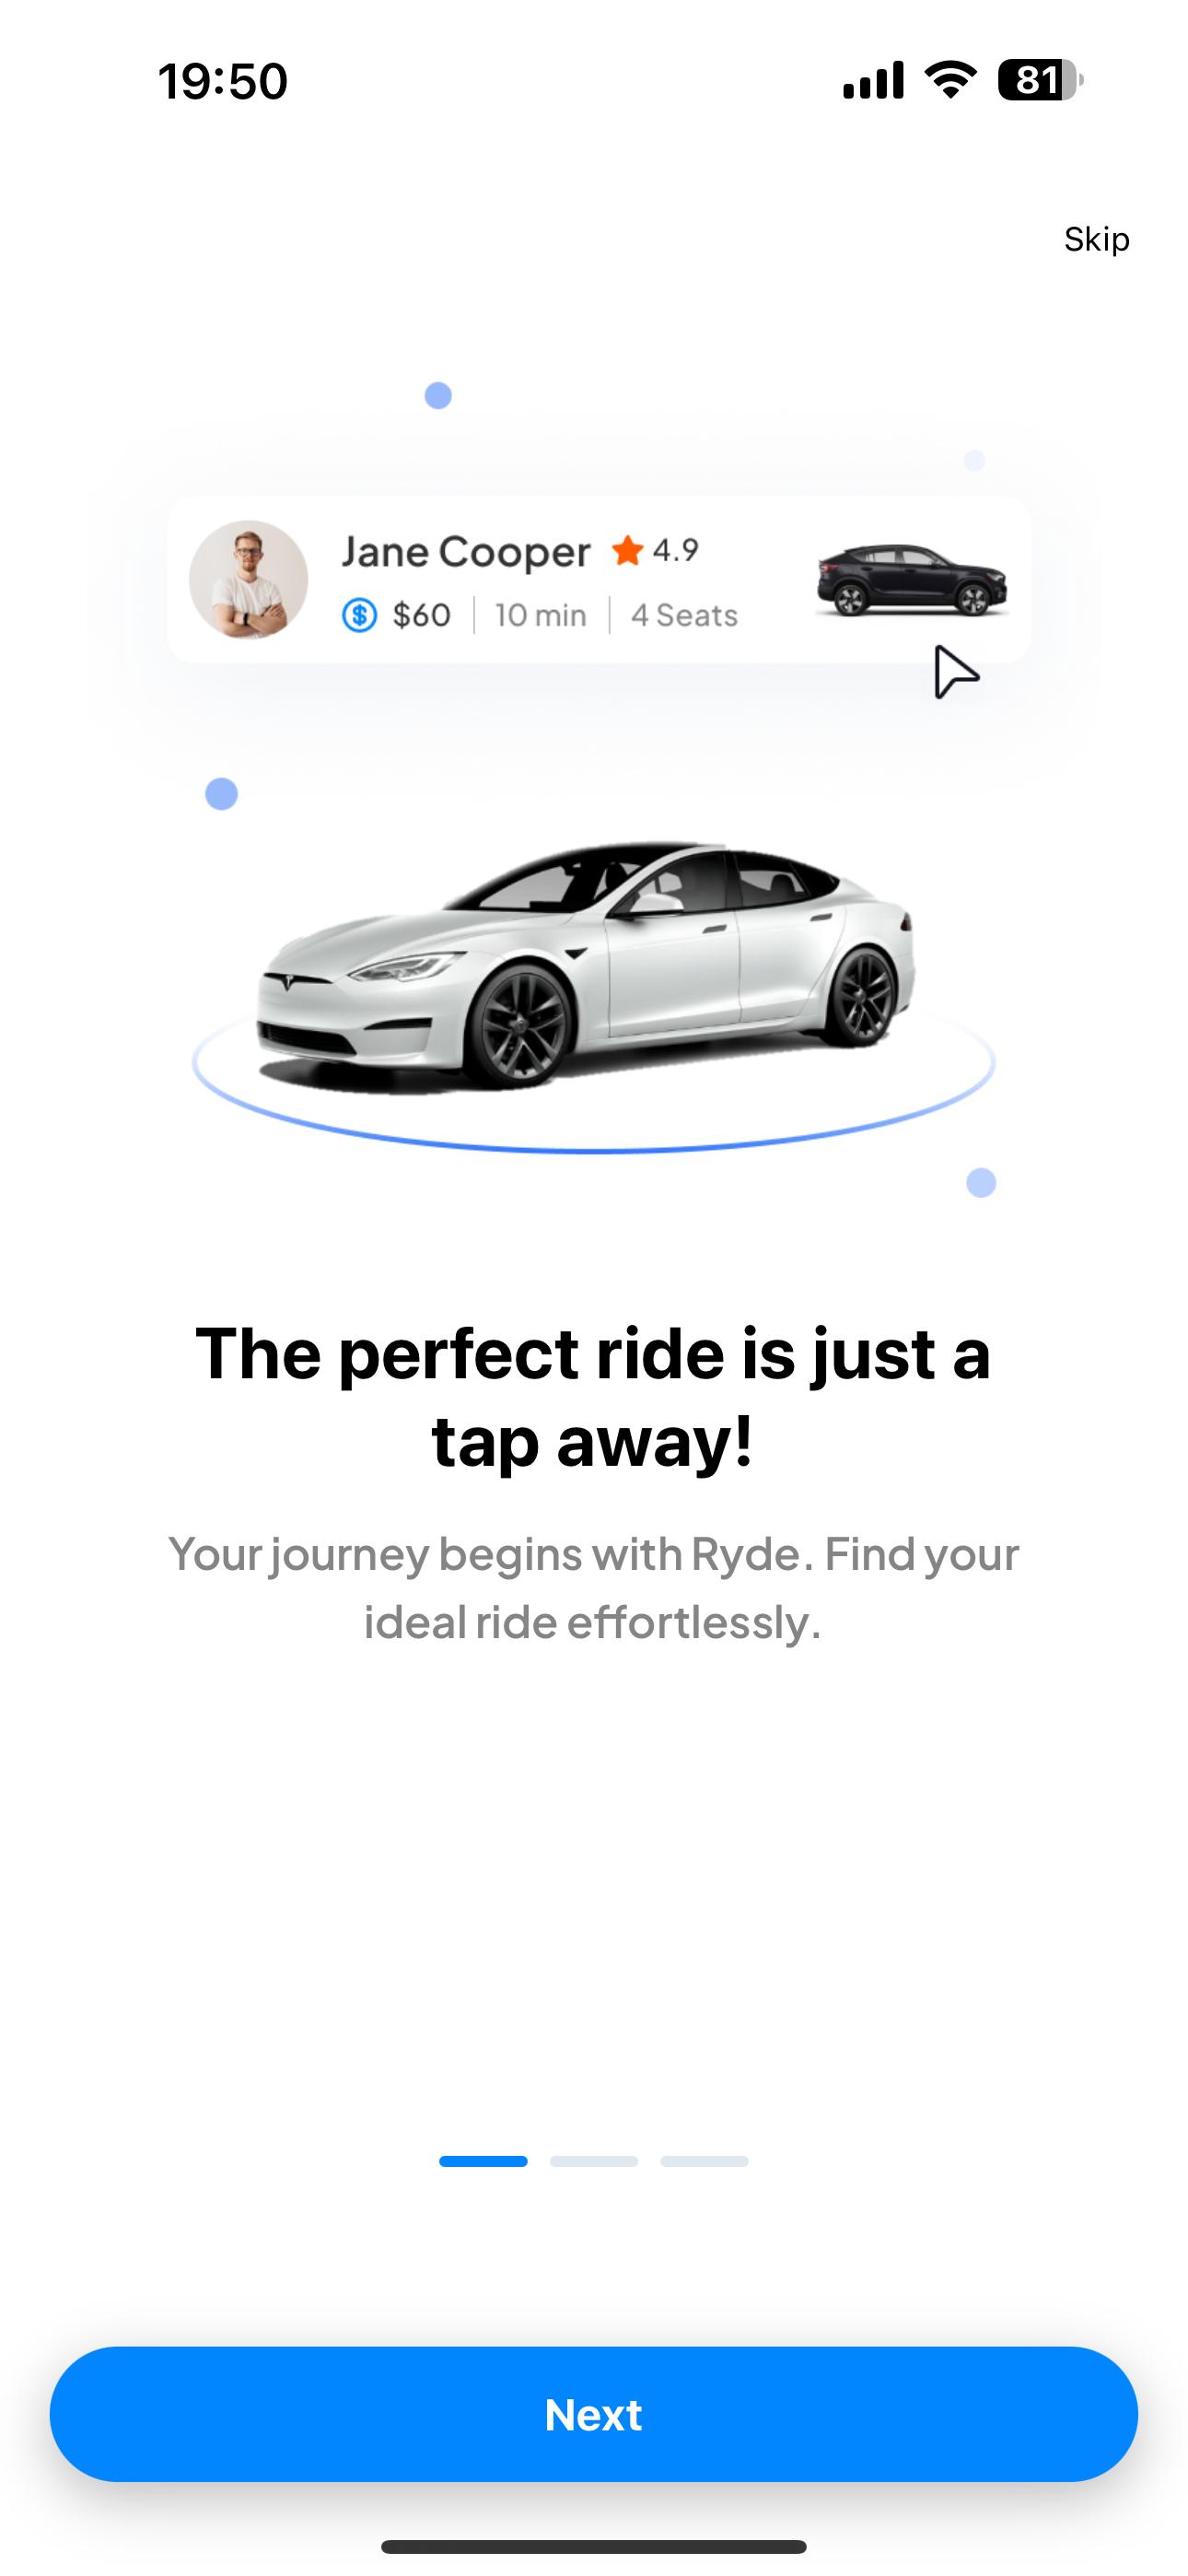 19:50
81
Skip
Jane Cooper 4.9
$60 10 min 4 Seats
The perfect ride is just a
tap away!
Your journey begins with Ryde. Find your
ideal ride effortlessly.
Next